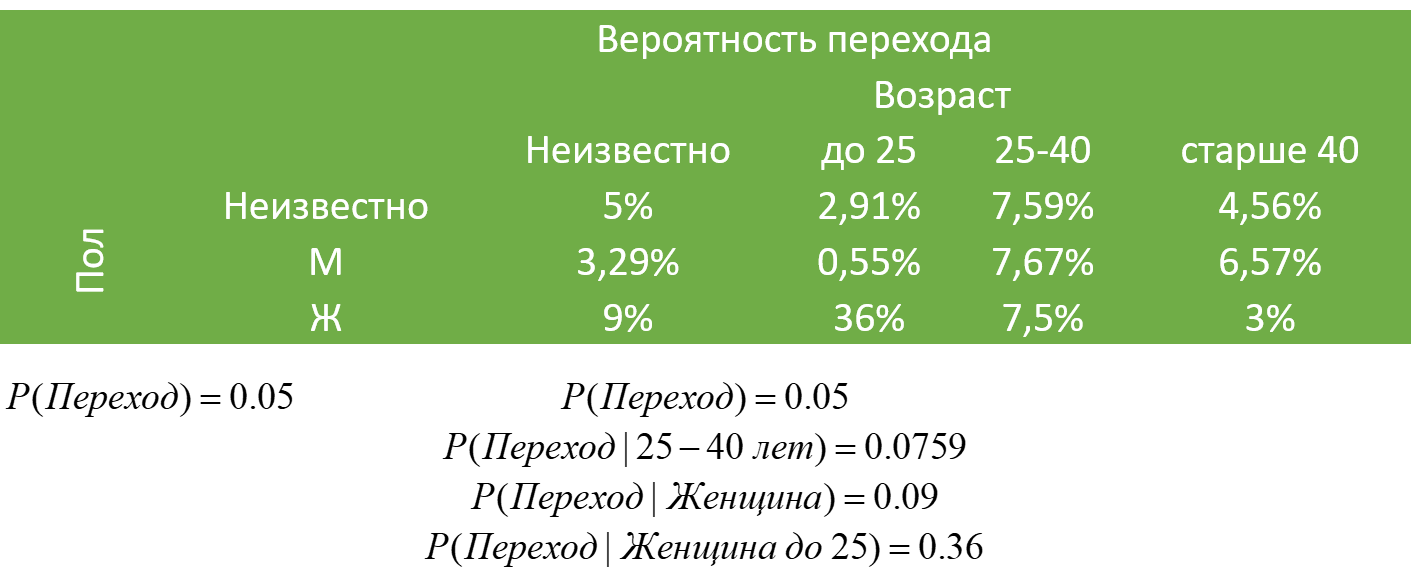 Вероятность перехода
Возраст
Неизвестно до 25 25-40 старше 40
Пол
Неизвестно 5% 2,91% 7,59% 4,56%
М 3,29% 0,55% 7,67% 6,57%
Ж 9% 36% 7,5% 3%
P(Переход) = 0.05 P(Переход) = 0.05
P(Переход | 25 − 40 лет) = 0.0759
P(Переход | Женщина) = 0.09
P(Переход | Женщина до 25) = 0.36